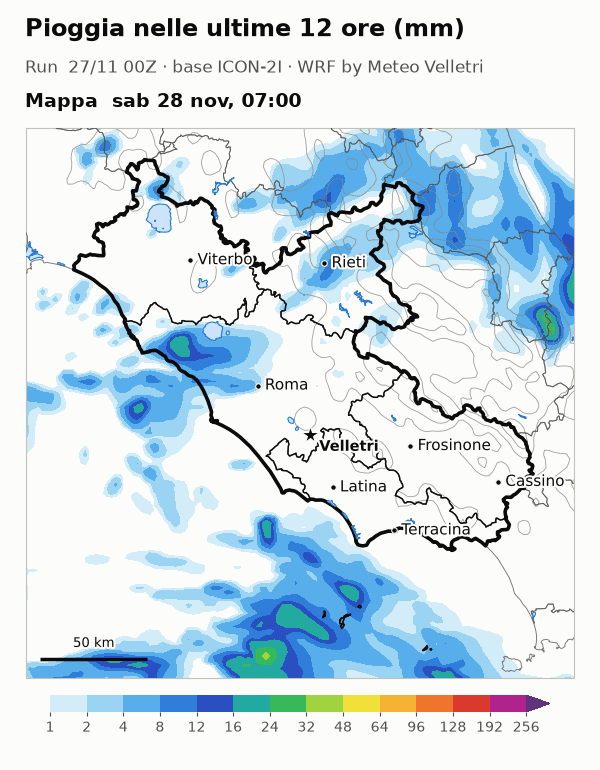 Pioggia nelle ultime 12 ore (mm)
Run 27/11 00Z · base ICON-2I · WRF by Meteo Velletri
Mappa sab 28 nov, 07:00
Viterbo
Rieti
Roma
Velletri
Frosinone
Latina
Cassino
Terracina
50 km
1 2 4 8 12 16 24 32 48 64 96 128 192 256